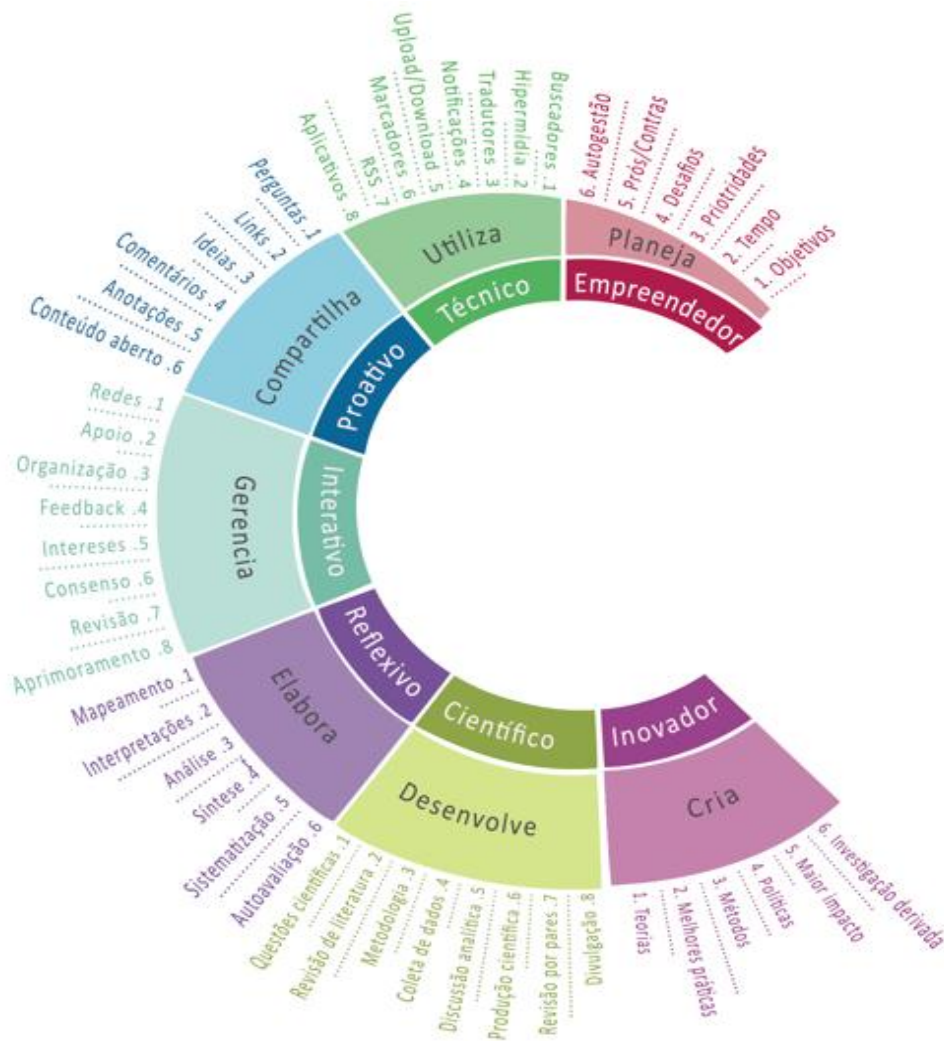 Empreendedor
Planeja
1. Objetivos
2. Tempo
3. Priotridades
4. Desafios
5. Prós/Contras
6. Autogestão
Técnico
Utiliza
Buscadores 1
Hipermídia 2
Tradutores 3
Notificações 4
Upload/Download 5
Marcadores 6
RSS 7
Aplicativos 8
Proativo
Compartilha
Perguntas .1
Links .2
Ideias .3
Comentários .4
Anotações .5
Conteúdo aberto .6
Interativo
Gerencia
Redes .1
Apoio .2
Organização .3
Feedback .4
Intereses .5
Consenso .6
Revisão .7
Aprimoramento .8
Reflexivo
Elabora
Mapeamento .1
Interpretações .2
Análise .3
Síntese .4
Sistematização .5
Autoavaliação .6
Científico
Desenvolve
Questões científicas .1
Revisão de literatura .2
Metodologia 3
Coleta de dados 4
Discussão analítica 5
Produção científica 6
Revisão por pares 7
Divulgação 8
Inovador
Cria
1. Teorias
2. Melhores práticas
3. Métodos
4. Políticas
5. Maior impacto
6. Investigação derivada